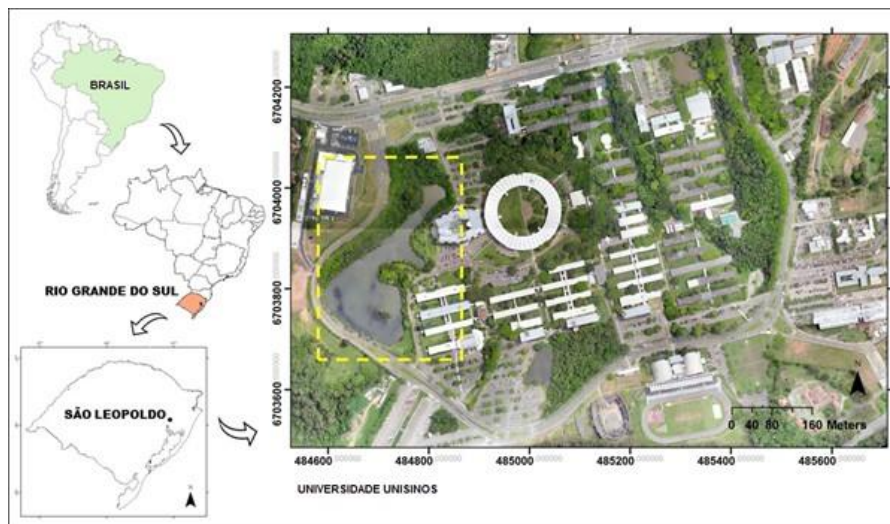 BRASIL
RIO GRANDE DO SUL
SÃO LEOPOLDO
6704200
6704000
6703800
6703600
N
0 40 80 160 Meters
484600 484800 485000 485200 485400 485600
UNIVERSIDADE UNISINOS